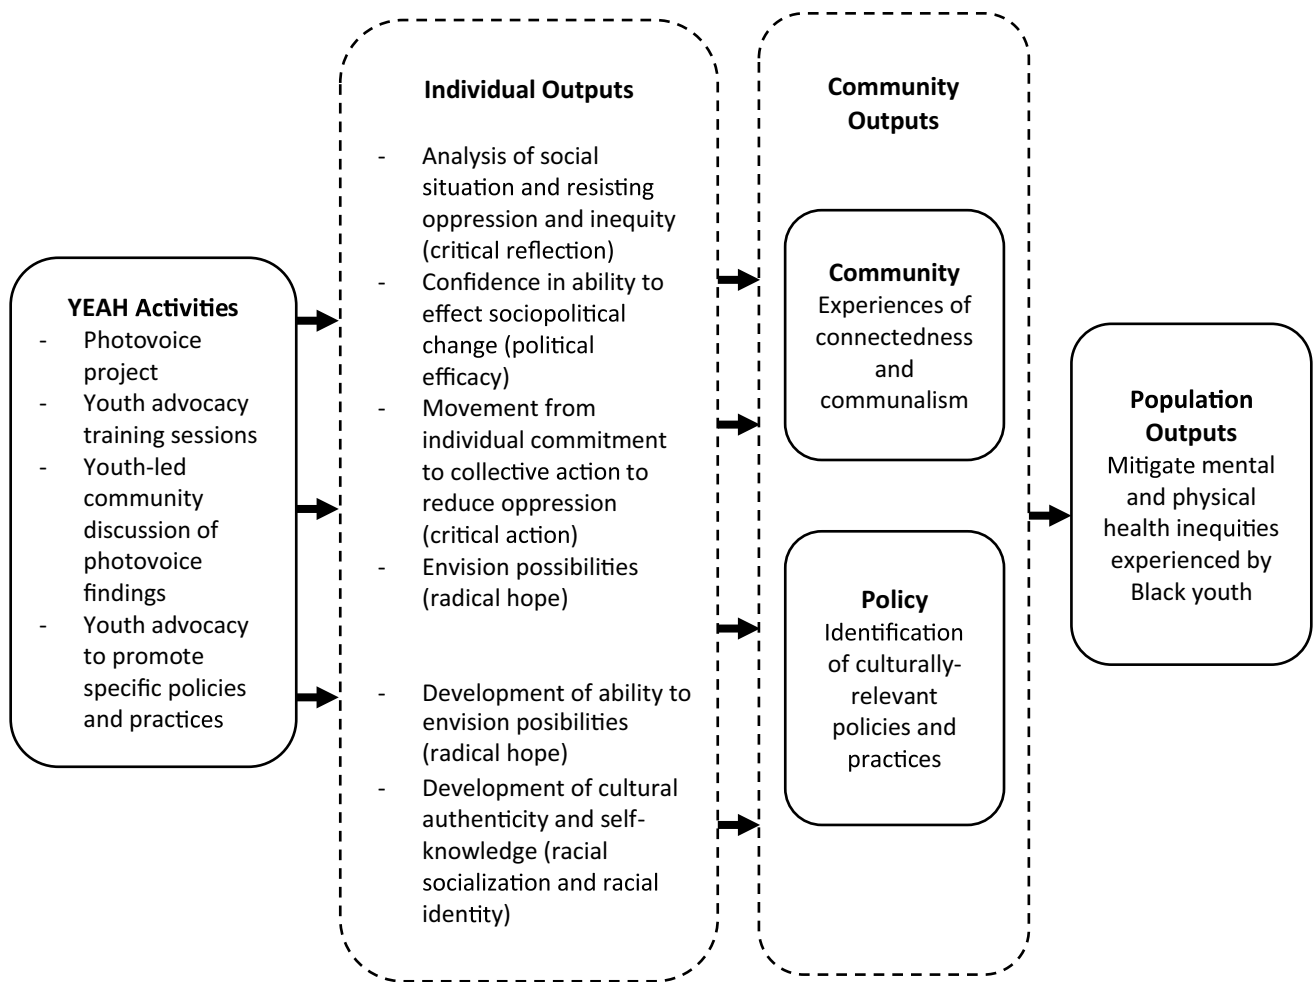 YEAH Activities
- Photovoice
project
- Youth advocacy
training sessions
- Youth-led
community
discussion of
photovoice
findings
- Youth advocacy
to promote
specific policies
and practices
Individual Outputs
- Analysis of social
situation and resisting
oppression and inequity
(critical reflection)
- Confidence in ability to
effect sociopolitical
change (political
efficacy)
- Movement from
individual commitment
to collective action to
reduce oppression
(critical action)
- Envision possibilities
(radical hope)
- Development of ability to
envision posibilities
(radical hope)
- Development of cultural
authenticity and self-
knowledge (racial
socialization and racial
identity)
Community
Outputs
Community
Experiences of
connectedness
and
communalism
Policy
Identification
of culturally-
relevant
policies and
practices
Population
Outputs
Mitigate mental
and physical
health inequities
experienced by
Black youth